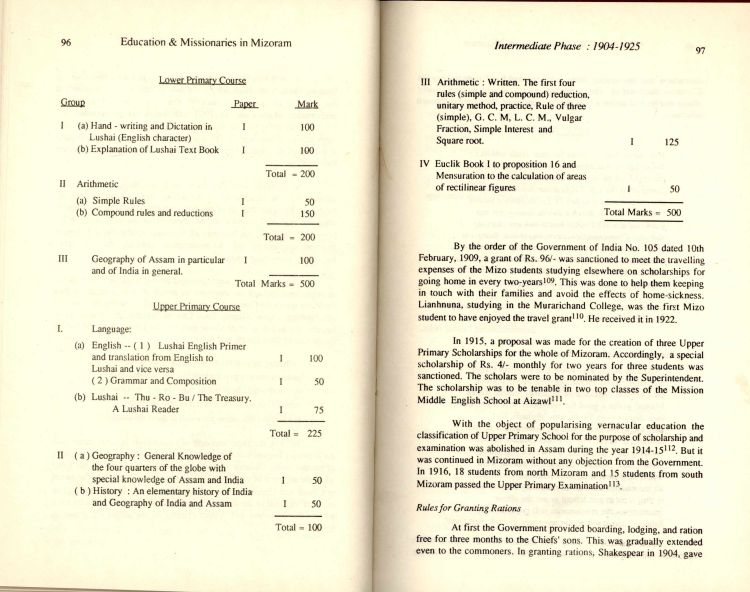 96 Education & Missionaries in Mizoram
Lower Primary Course
Group Paper Mark
I (a) Hand - writing and Dictation in
Lushai (English character) I 100
(b) Explanation of Lushai Text Book I 100
Total = 200
II Arithmetic
(a) Simple Rules I 50
(b) Compound rules and reductions I 150
Total = 200
III Geography of Assam in particular I 100
and of India in general.
Total Marks = 500
Upper Primary Course
I. Language:
(a) English -- ( 1 ) Lushai English Primer
and translation from English to I 100
Lushai and vice versa
( 2 ) Grammar and Composition I 50
(b) Lushai -- Thu - Ro - Bu / The Treasury.
A Lushai Reader I 75
Total = 225
II ( a ) Geography : General Knowledge of
the four quarters of the globe with
special knowledge of Assam and India I 50
( b ) History : An elementary history of India
and Geography of India and Assam I 50
Total = 100
Intermediate Phase : 1904-1925 97
III Arithmetic : Written. The first four
rules (simple and compound) reduction,
unitary method, practice, Rule of three
(simple), G. C. M, L. C. M., Vulgar
Fraction, Simple Interest and
Square root. I 125
IV Euclik Book I to proposition 16 and
Mensuration to the calculation of areas
of rectilinear figures I 50
Total Marks = 500
By the order of the Government of India No. 105 dated 10th
February, 1909, a grant of Rs. 96/- was sanctioned to meet the travelling
expenses of the Mizo students studying elsewhere on scholarships for
going home in every two-years109. This was done to help them keeping
in touch with their families and avoid the effects of home-sickness.
Lianhnuna, studying in the Murarichand College, was the first Mizo
student to have enjoyed the travel grant110. He received it in 1922.
In 1915, a proposal was made for the creation of three Upper
Primary Scholarships for the whole of Mizoram. Accordingly, a special
scholarship of Rs. 4/- monthly for two years for three students was
sanctioned. The scholars were to be nominated by the Superintendent.
The scholarship was to be tenable in two top classes of the Mission
Middle English School at Aizawl111.
With the object of popularising vernacular education the
classification of Upper Primary School for the purpose of scholarship and
examination was abolished in Assam during the year 1914-15112. But it
was continued in Mizoram without any objection from the Government.
In 1916, 18 students from north Mizoram and 15 students from south
Mizoram passed the Upper Primary Examination113.
Rules for Granting Rations
At first the Government provided boarding, lodging, and ration
free for three months to the Chiefs' sons. This was gradually extended
even to the commoners. In granting rations, Shakespear in 1904, gave